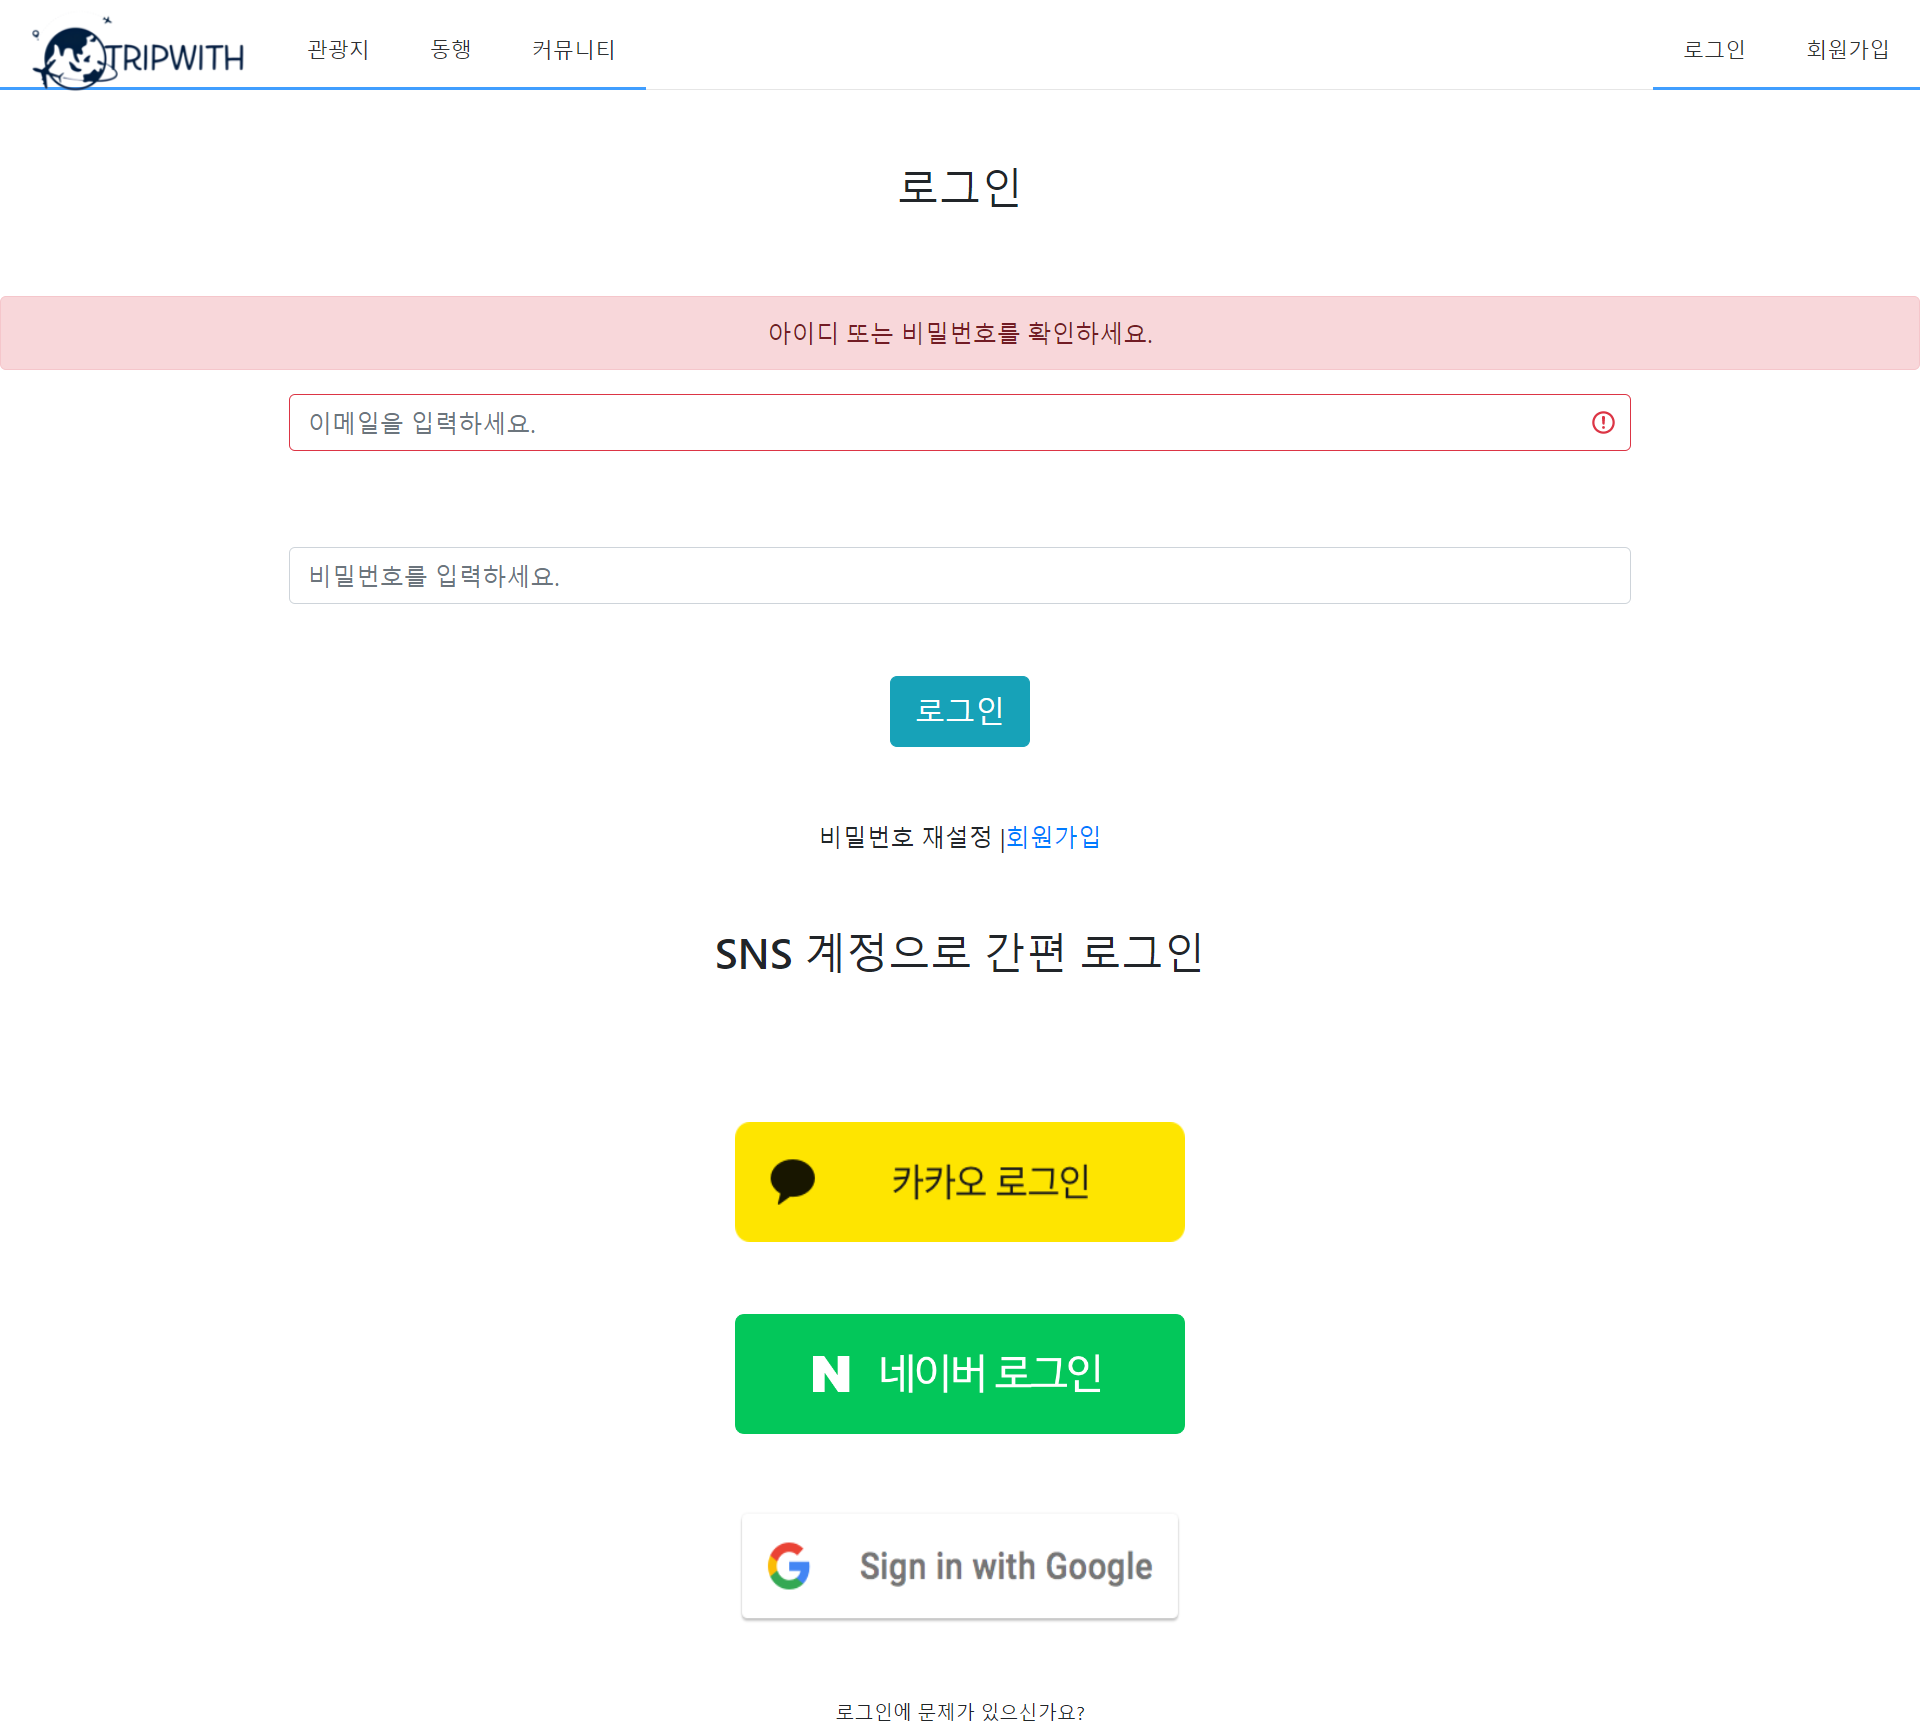 TRIPWITH 관광지 동행 커뮤니티 로그인 회원가입
로그인
아이디 또는 비밀번호를 확인하세요.
이메일을 입력하세요.
비밀번호를 입력하세요.
로그인
비밀번호 재설정 |회원가입
SNS 계정으로 간편 로그인
카카오 로그인
N 네이버 로그인
G Sign in with Google
로그인에 문제가 있으신가요?